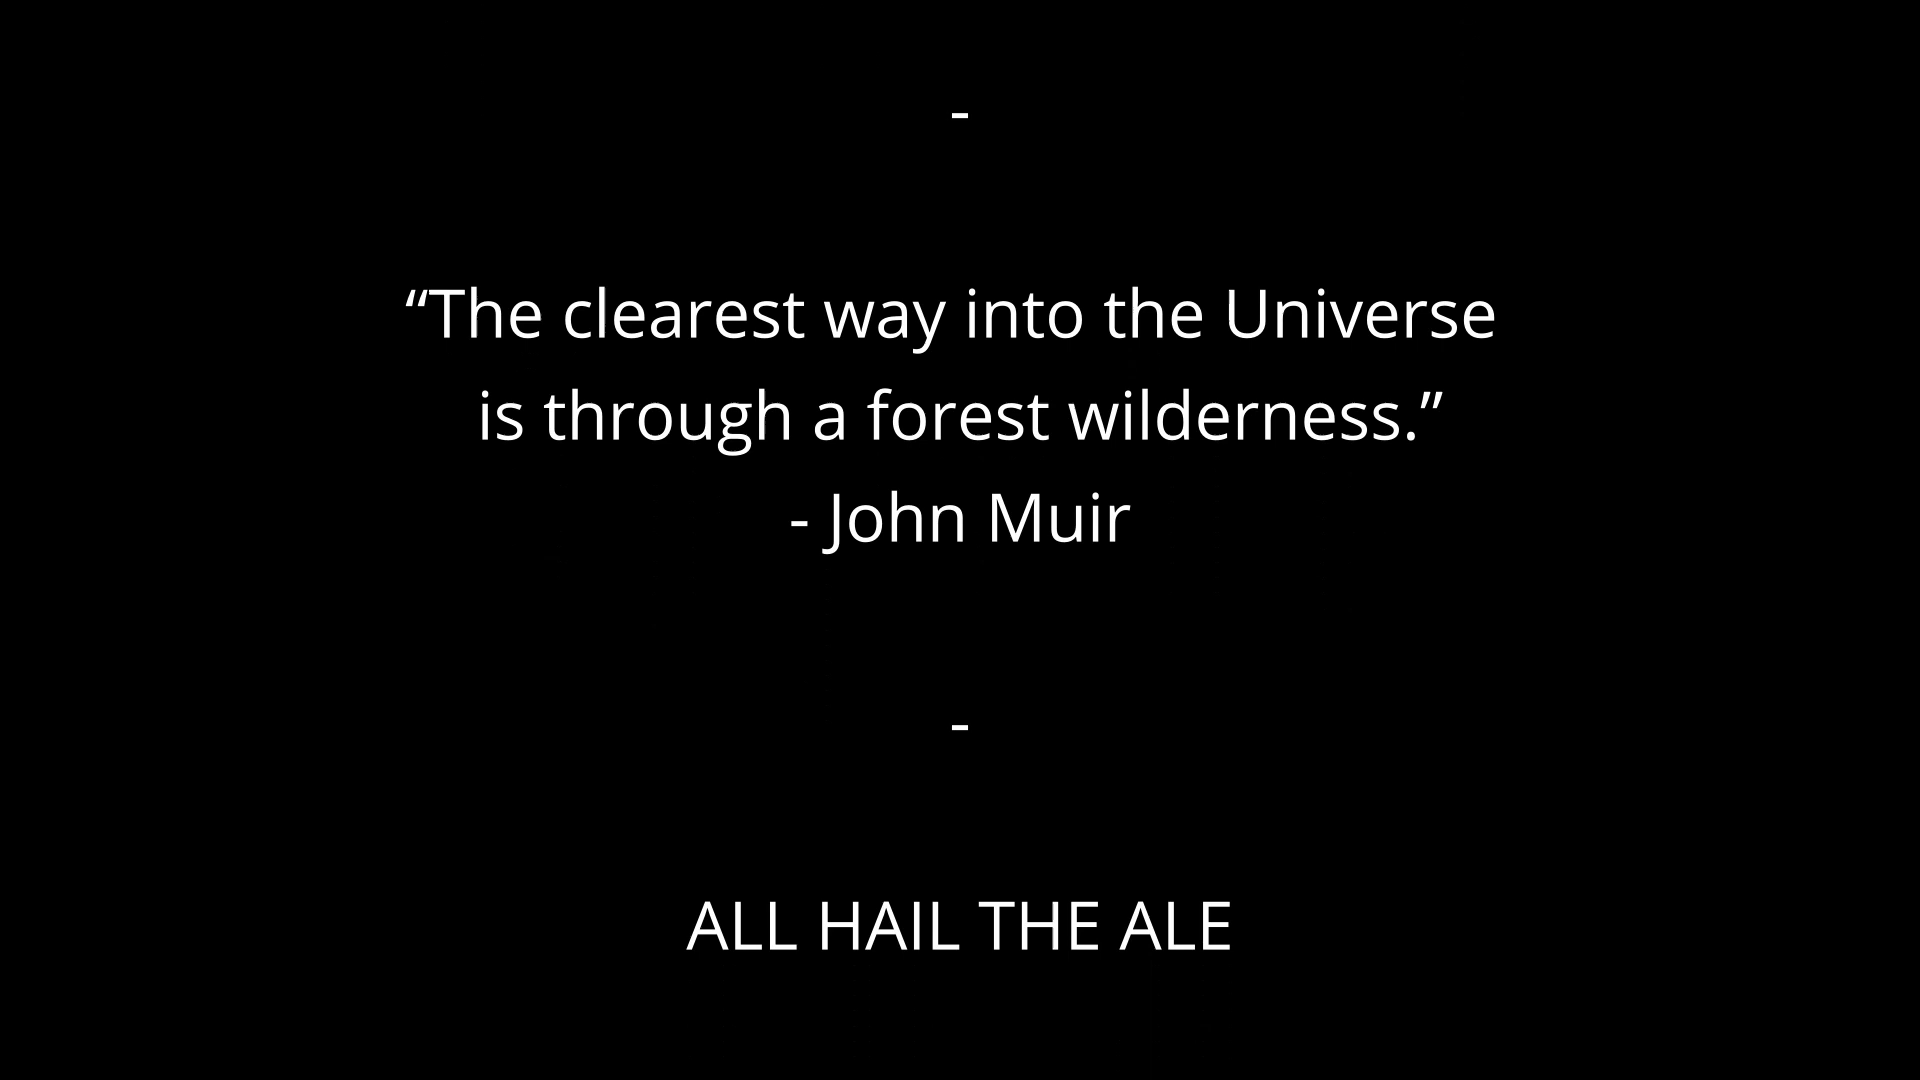 -
“The clearest way into the Universe
is through a forest wilderness.”
- John Muir
-
ALL HAIL THE ALE